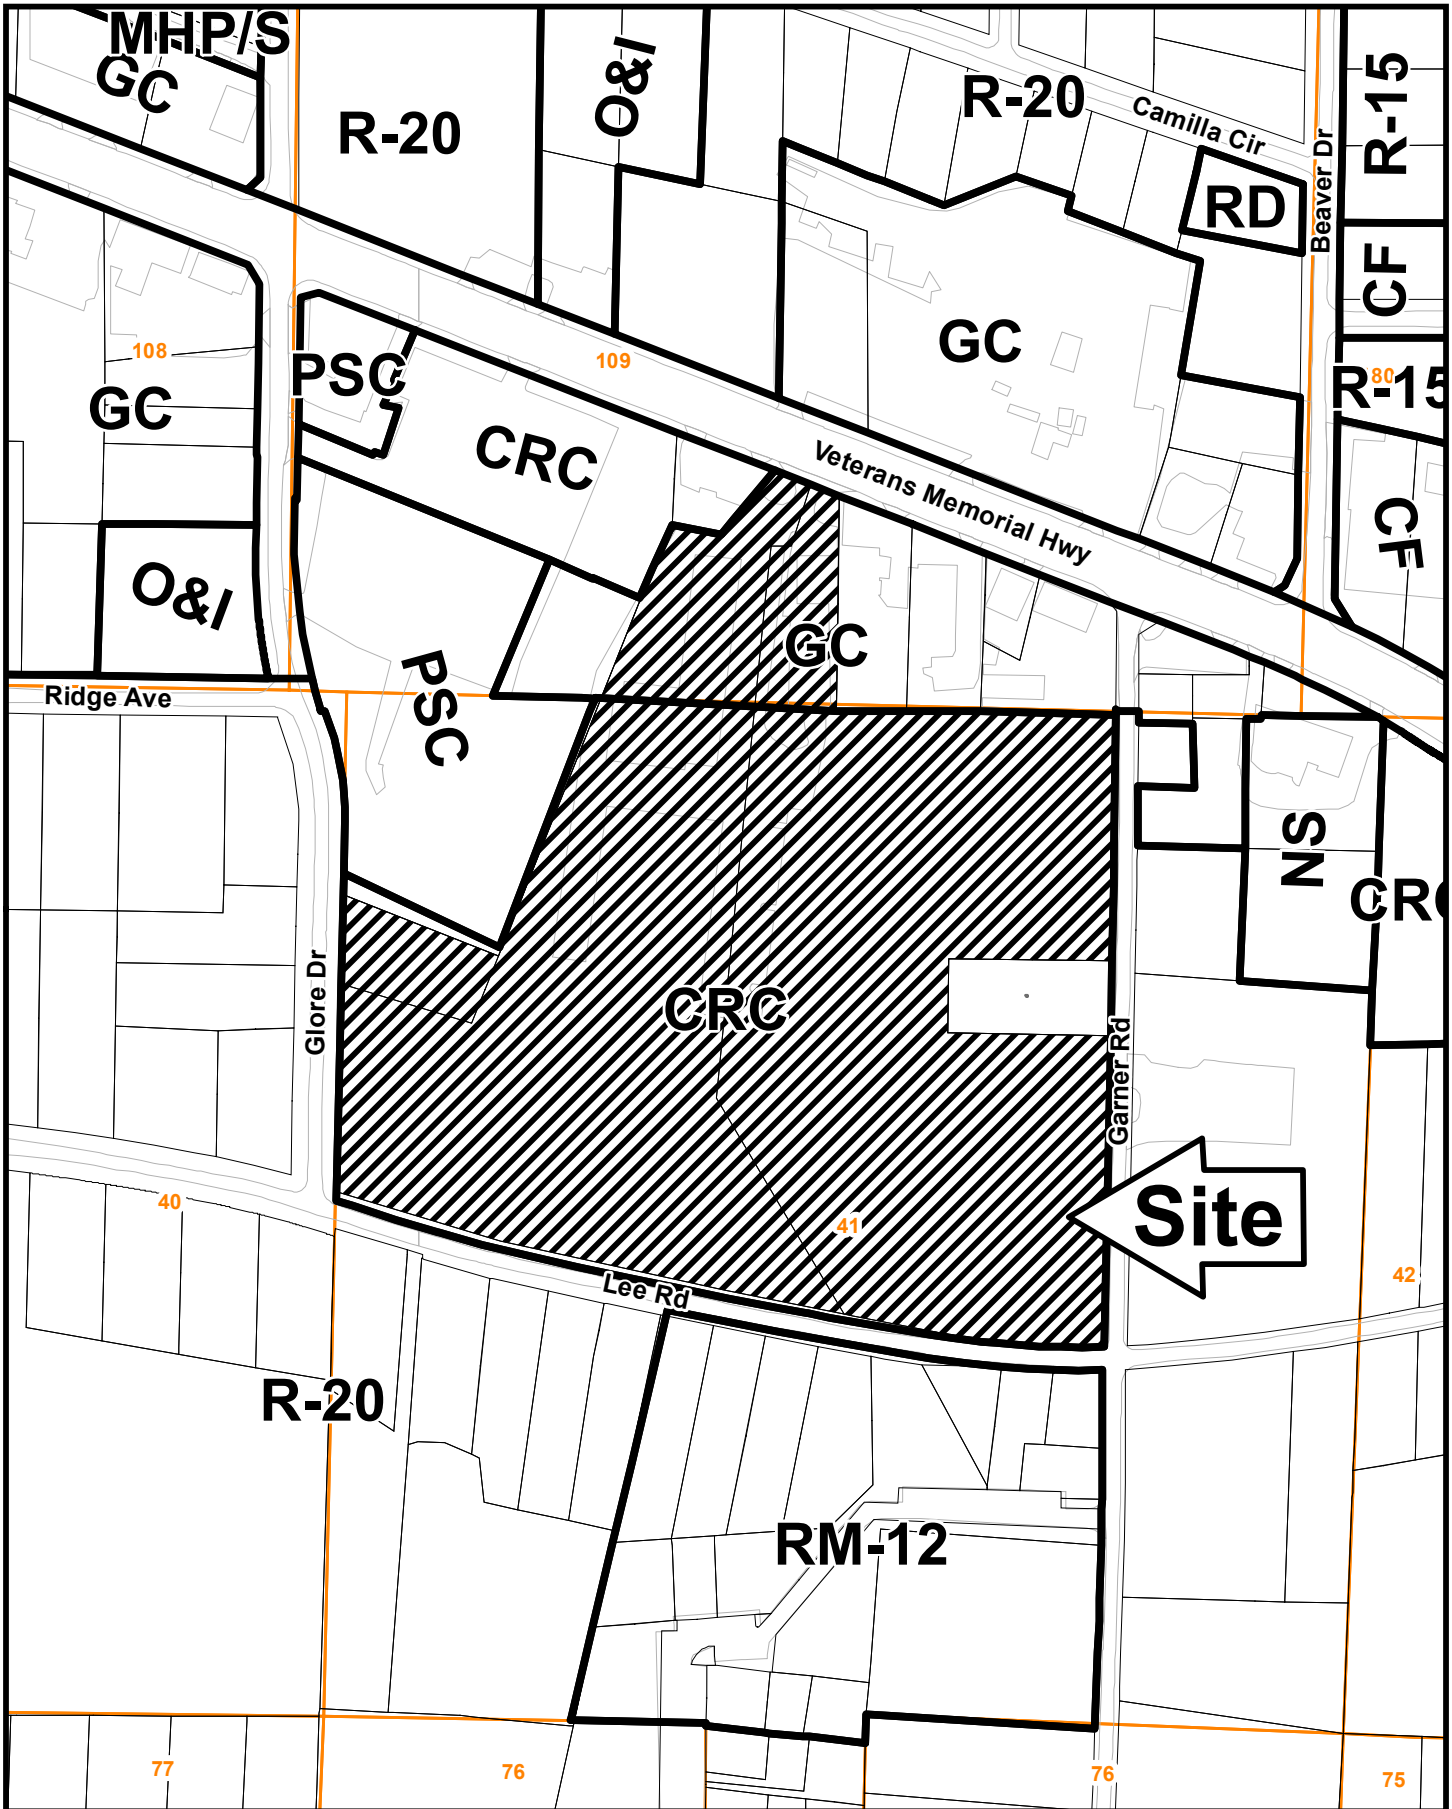 MHP/S
GC
R-20
O&I
R-20
Camilla Cir
R-15
Beaver Dr
RD
CF
GC
108
PSC
109
80
R-15
GC
CRC
Veterans Memorial Hwy
CF
O&I
GC
PSC
Ridge Ave
NS
CRC
Glore Dr
CRC
Garner Rd
Site
40
41
42
Lee Rd
R-20
RM-12
77
76
76
75